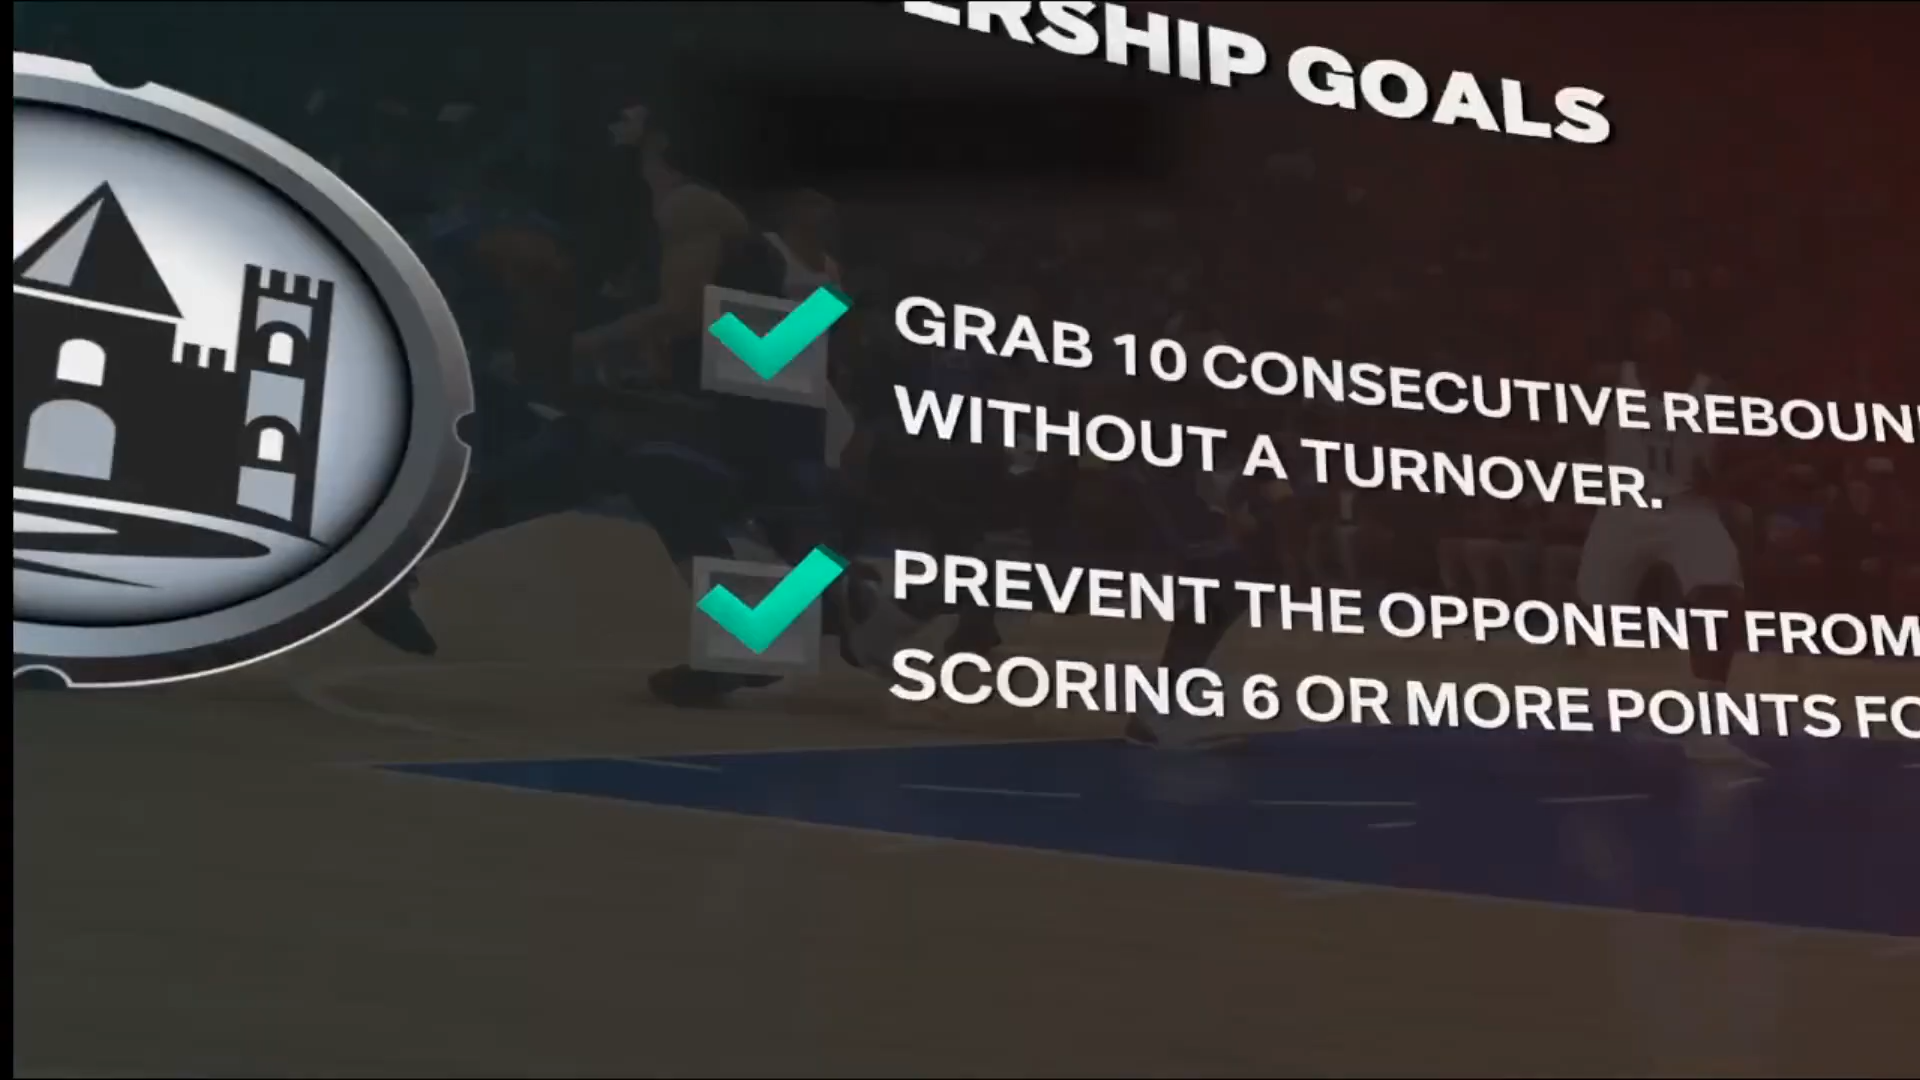 ERSHIP GOALS
GRAB 10 CONSECUTIVE REBOUN
WITHOUT A TURNOVER.
PREVENT THE OPPONENT FROM
SCORING 6 OR MORE POINTS FO